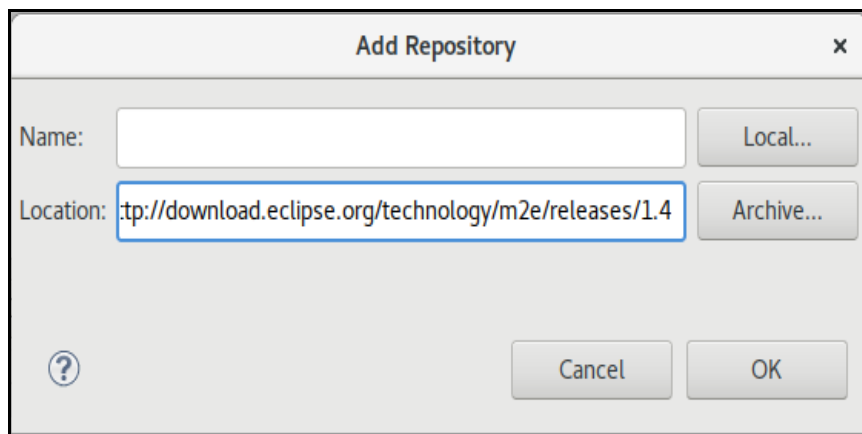 Add Repository ×
Name: Local...
Location: :tp://download.eclipse.org/technology/m2e/releases/1.4 Archive...
? Cancel OK